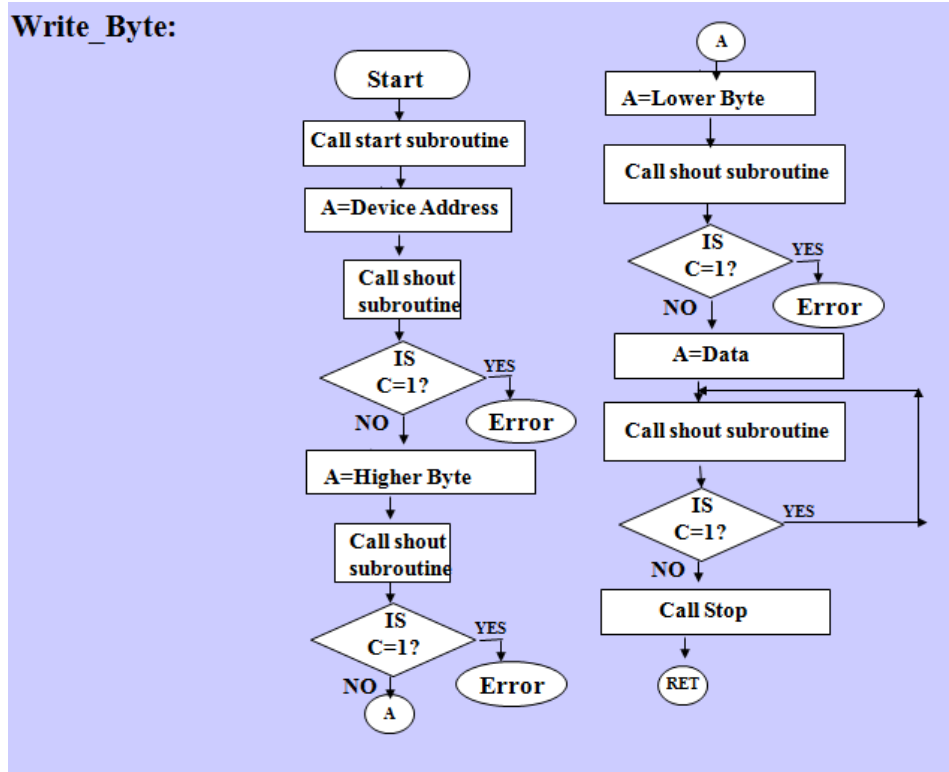 Write_Byte:
Start
Call start subroutine
A=Device Address
Call shout
subroutine
IS
C=1?
YES
Error
NO
A=Higher Byte
Call shout
subroutine
IS
C=1?
YES
Error
NO
A
A
A=Lower Byte
Call shout subroutine
IS
C=1?
YES
Error
NO
A=Data
Call shout subroutine
IS
C=1?
YES
NO
Call Stop
RET